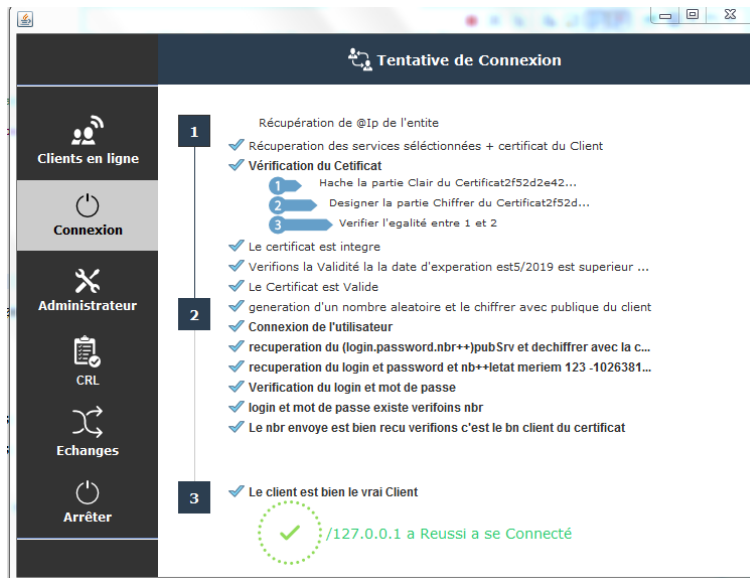 Tentative de Connexion
Clients en ligne
Connexion
Administrateur
CRL
Echanges
Arrêter
1
Récupération de @Ip de l'entite
Récuperation des services séléctionnées + certificat du Client
Vérification du Cetificat
1 Hache la partie Clair du Certificat2f52d2e42...
2 Designer la partie Chiffrer du Certificat2f52d...
3 Verifier l'egalité entre 1 et 2
Le certificat est integre
Verifions la Validité la la date d'experation est5/2019 est superieur ...
Le Certificat est Valide
2
generation d'un nombre aleatoire et le chiffrer avec publique du client
Connexion de l'utilisateur
recuperation du (login.password.nbr++)pubSrv et dechiffrer avec la c...
recuperation du login et password et nb++letat meriem 123 -1026381...
Verification du login et mot de passe
login et mot de passe existe verifoins nbr
Le nbr envoye est bien recu verifions c'est le bn client du certificat
3
Le client est bien le vrai Client
/127.0.0.1 a Reussi a se Connecté